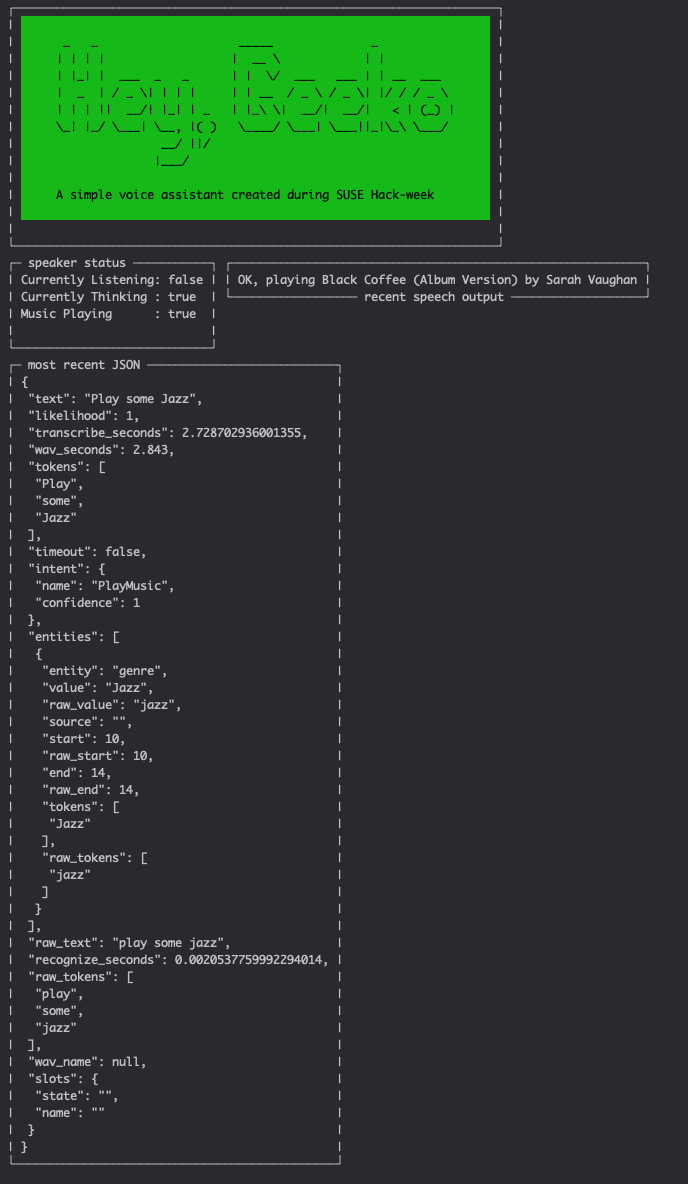 Hey, Geeko
A simple voice assistant created during SUSE Hack-week
speaker status
Currently Listening: false
Currently Thinking : true
Music Playing      : true
OK, playing Black Coffee (Album Version) by Sarah Vaughan
recent speech output
most recent JSON
{
 "text": "Play some Jazz",
 "likelihood": 1,
 "transcribe_seconds": 2.728702936001355,
 "wav_seconds": 2.843,
 "tokens": [
  "Play",
  "some",
  "Jazz"
 ],
 "timeout": false,
 "intent": {
  "name": "PlayMusic",
  "confidence": 1
 },
 "entities": [
  {
   "entity": "genre",
   "value": "Jazz",
   "raw_value": "jazz",
   "source": "",
   "start": 10,
   "raw_start": 10,
   "end": 14,
   "raw_end": 14,
   "tokens": [
    "Jazz"
   ],
   "raw_tokens": [
    "jazz"
   ]
  }
 ],
 "raw_text": "play some jazz",
 "recognize_seconds": 0.0020537759992294014,
 "raw_tokens": [
  "play",
  "some",
  "jazz"
 ],
 "wav_name": null,
 "slots": {
  "state": "",
  "name": ""
 }
}